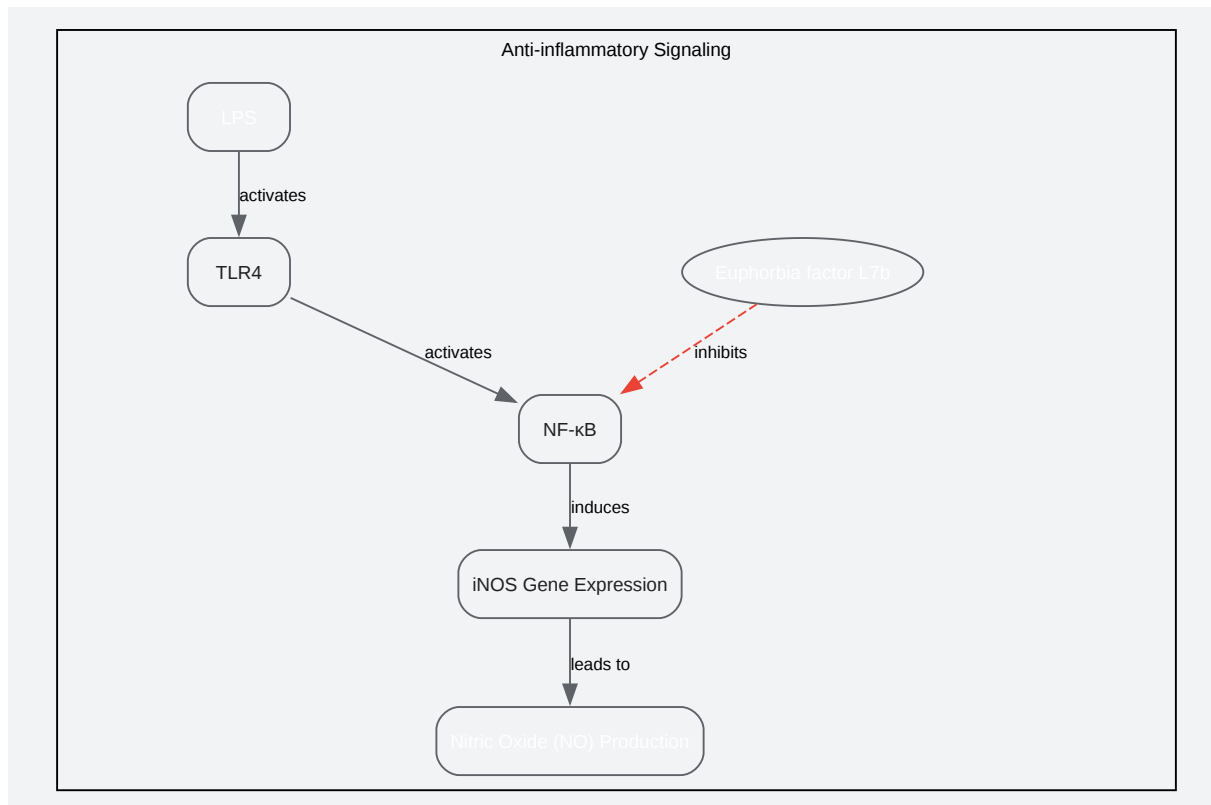 Anti-inflammatory Signaling
LPS
activates
TLR4
Euphorbia factor L7b
activates
inhibits
NF-κB
induces
iNOS Gene Expression
leads to
Nitric Oxide (NO) Production